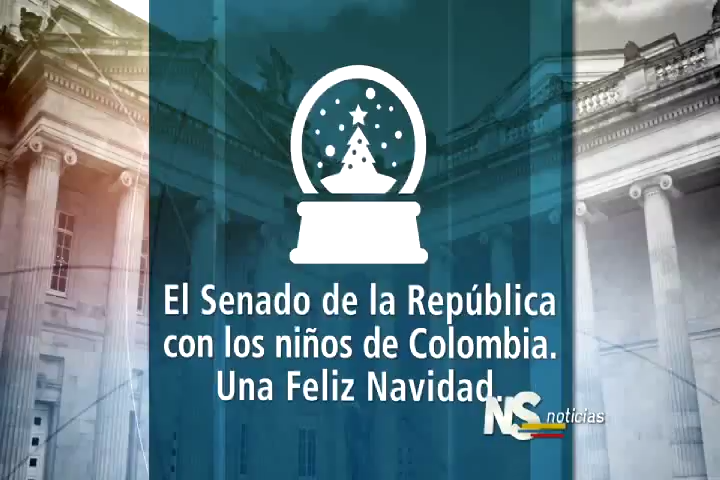 El Senado de la República
con los niños de Colombia.
Una Feliz Navidad.
NS noticias